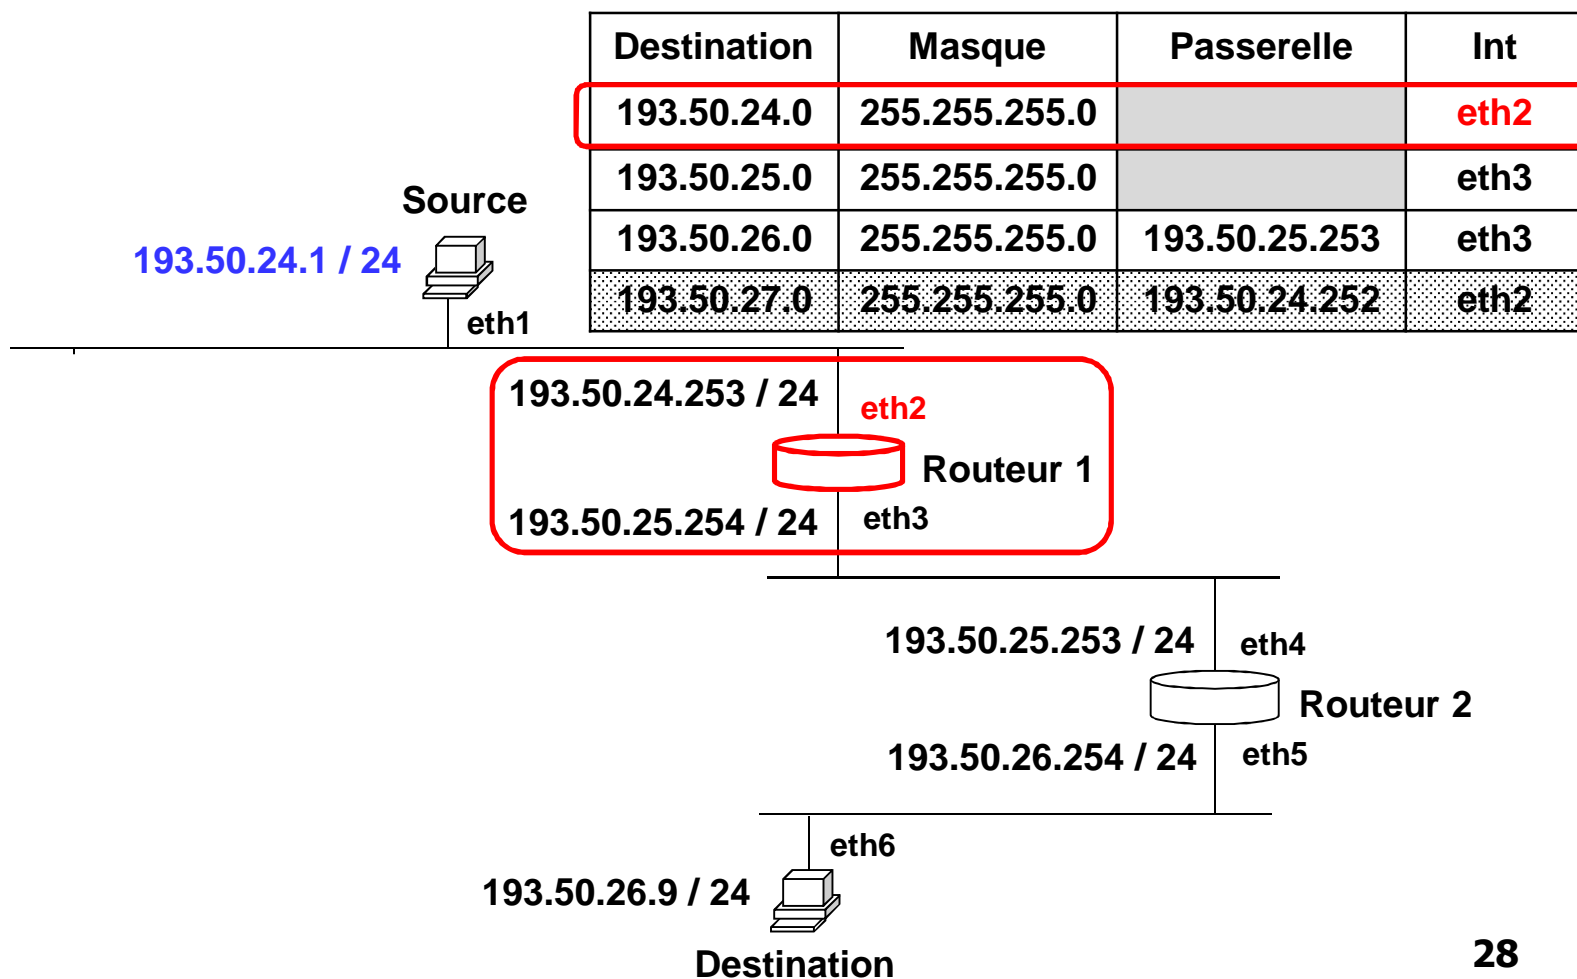 Destination Masque Passerelle Int
193.50.24.0 255.255.255.0 eth2
193.50.25.0 255.255.255.0 eth3
193.50.26.0 255.255.255.0 193.50.25.253 eth3
193.50.27.0 255.255.255.0 193.50.24.252 eth2
Source
193.50.24.1 / 24
eth1
193.50.24.253 / 24
eth2
Routeur 1
193.50.25.254 / 24
eth3
193.50.25.253 / 24
eth4
Routeur 2
193.50.26.254 / 24
eth5
eth6
193.50.26.9 / 24
Destination
28